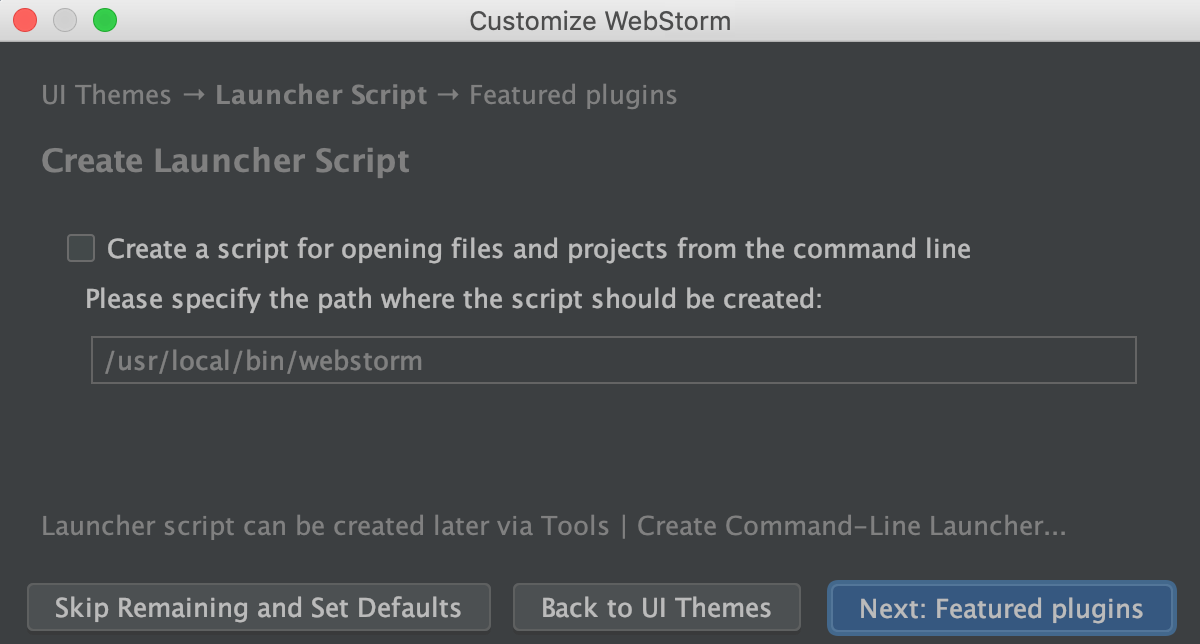 Customize WebStorm
UI Themes → Launcher Script → Featured plugins
Create Launcher Script
Create a script for opening files and projects from the command line
Please specify the path where the script should be created:
/usr/local/bin/webstorm
Launcher script can be created later via Tools | Create Command-Line Launcher...
Skip Remaining and Set Defaults
Back to UI Themes
Next: Featured plugins